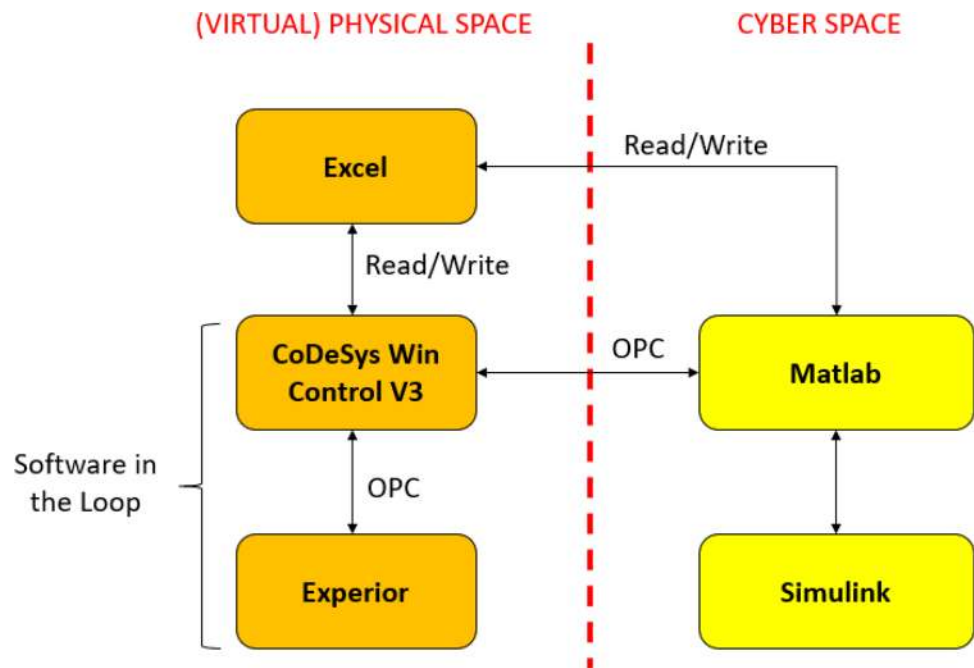 (VIRTUAL) PHYSICAL SPACE
CYBER SPACE
Excel
Read/Write
Read/Write
CoDeSys Win
Control V3
OPC
Matlab
Software in
the Loop
OPC
Experior
Simulink